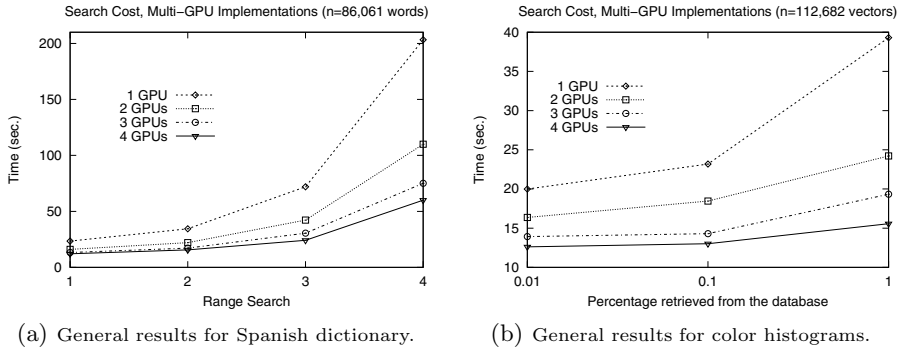 Search Cost, Multi-GPU Implementations (n=86,061 words)
Time (sec.)
200
150
100
50
0
1 GPU
2 GPUs
3 GPUs
4 GPUs
1 2 3 4
Range Search
(a) General results for Spanish dictionary.
Search Cost, Multi-GPU Implementations (n=112,682 vectors)
Time (sec.)
40
35
30
25
20
15
10
1 GPU
2 GPUs
3 GPUs
4 GPUs
0.01 0.1 1
Percentage retrieved from the database
(b) General results for color histograms.